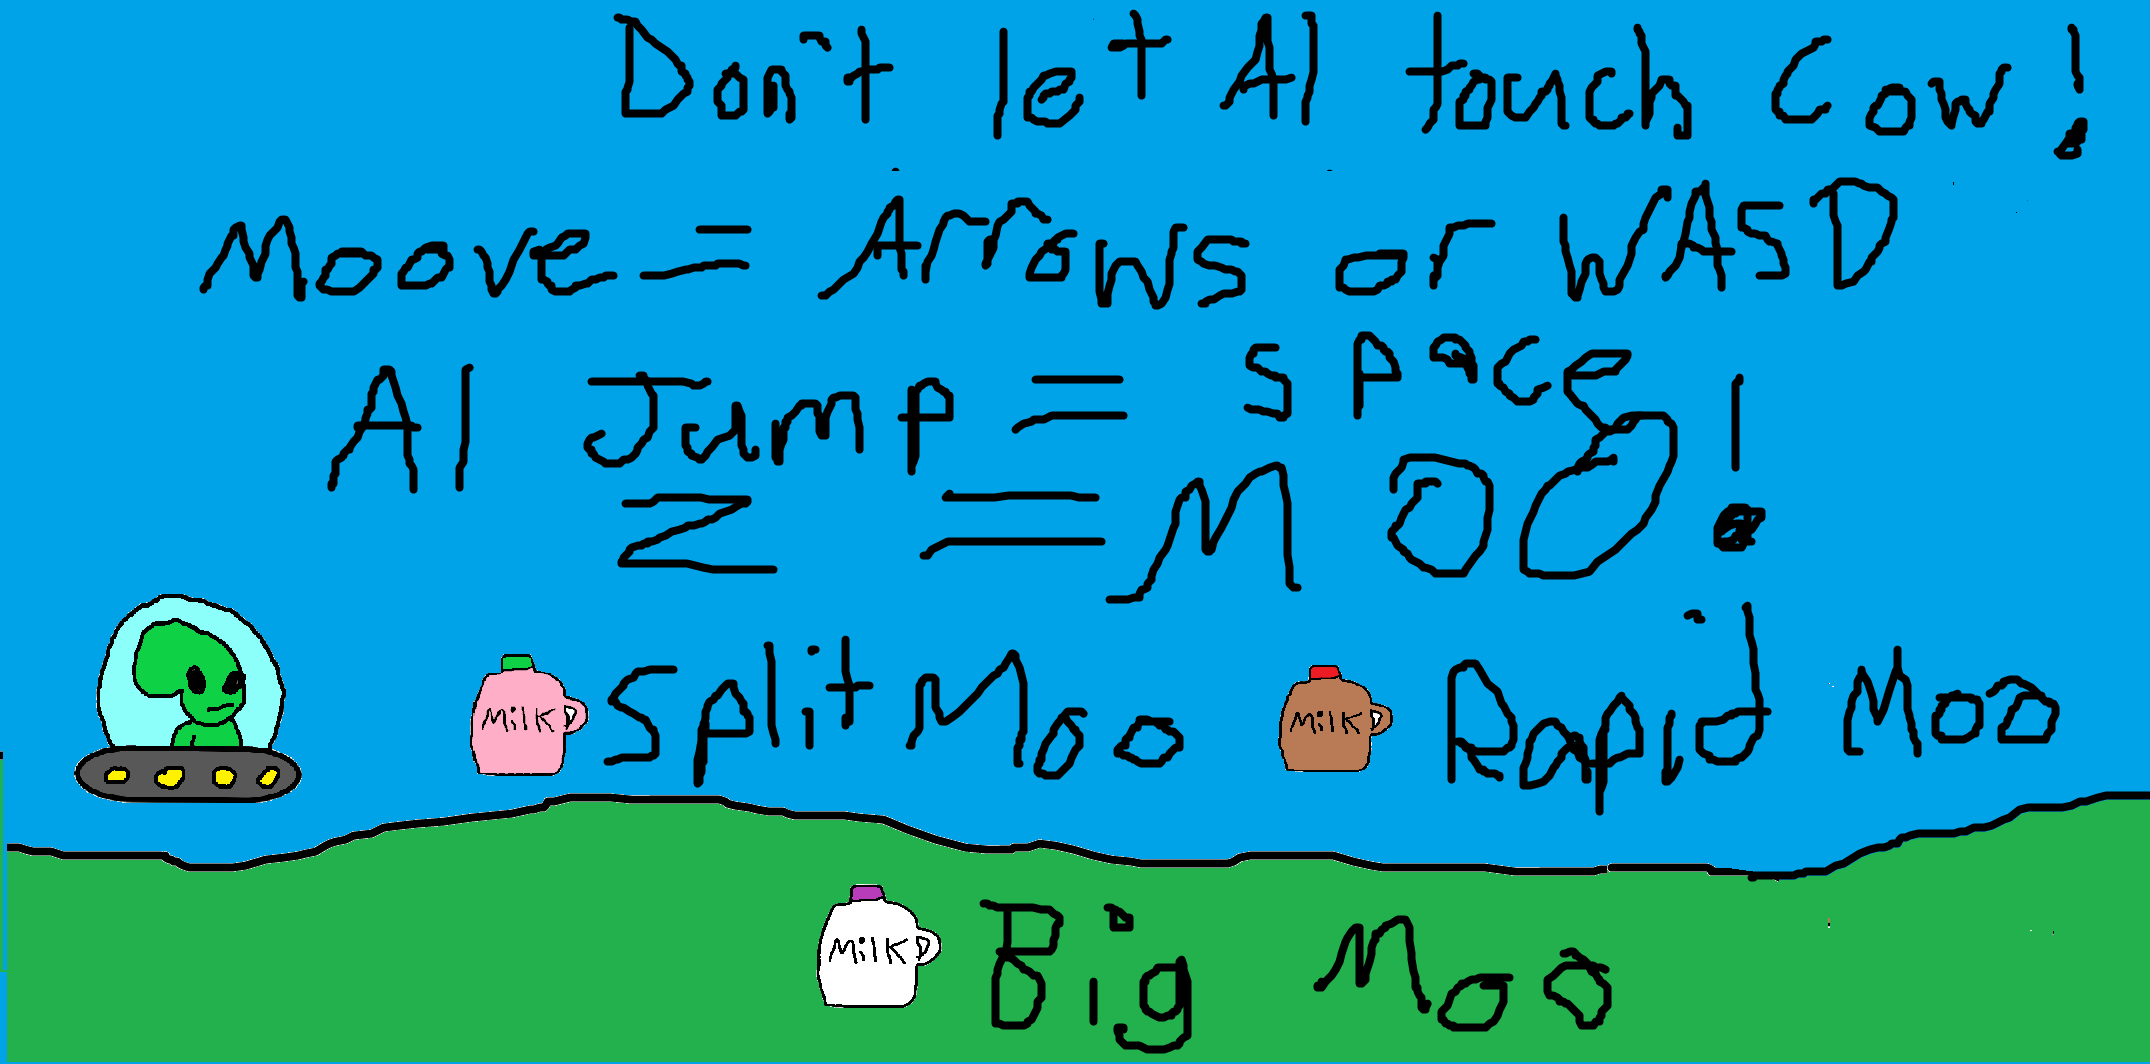 Don't let Al touch Cow!
Moove = Arrows or WASD
Al Jump = space
Z = MOO!
Milk Split Moo Milk Rapid Moo
Milk Big Moo